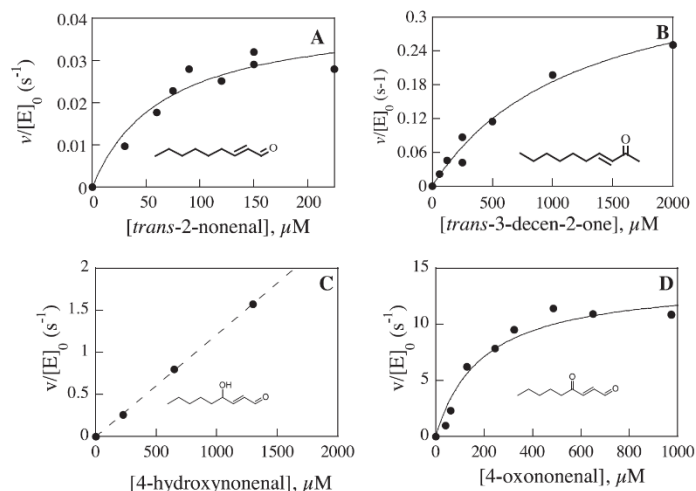 A
0.04
0.03
0.02
0.01
0
v/[E]0 (s-1)
O
0 50 100 150 200
[trans-2-nonenal], µM
B
0.3
0.24
0.18
0.12
0.06
0
v/[E]0 (s-1)
O
0 500 1000 1500 2000
[trans-3-decen-2-one], µM
C
2
1.5
1
0.5
0
v/[E]0 (s-1)
OH
O
0 500 1000 1500 2000
[4-hydroxynonenal], µM
D
15
10
5
0
v/[E]0 (s-1)
O
O
0 200 400 600 800 1000
[4-oxononenal], µM